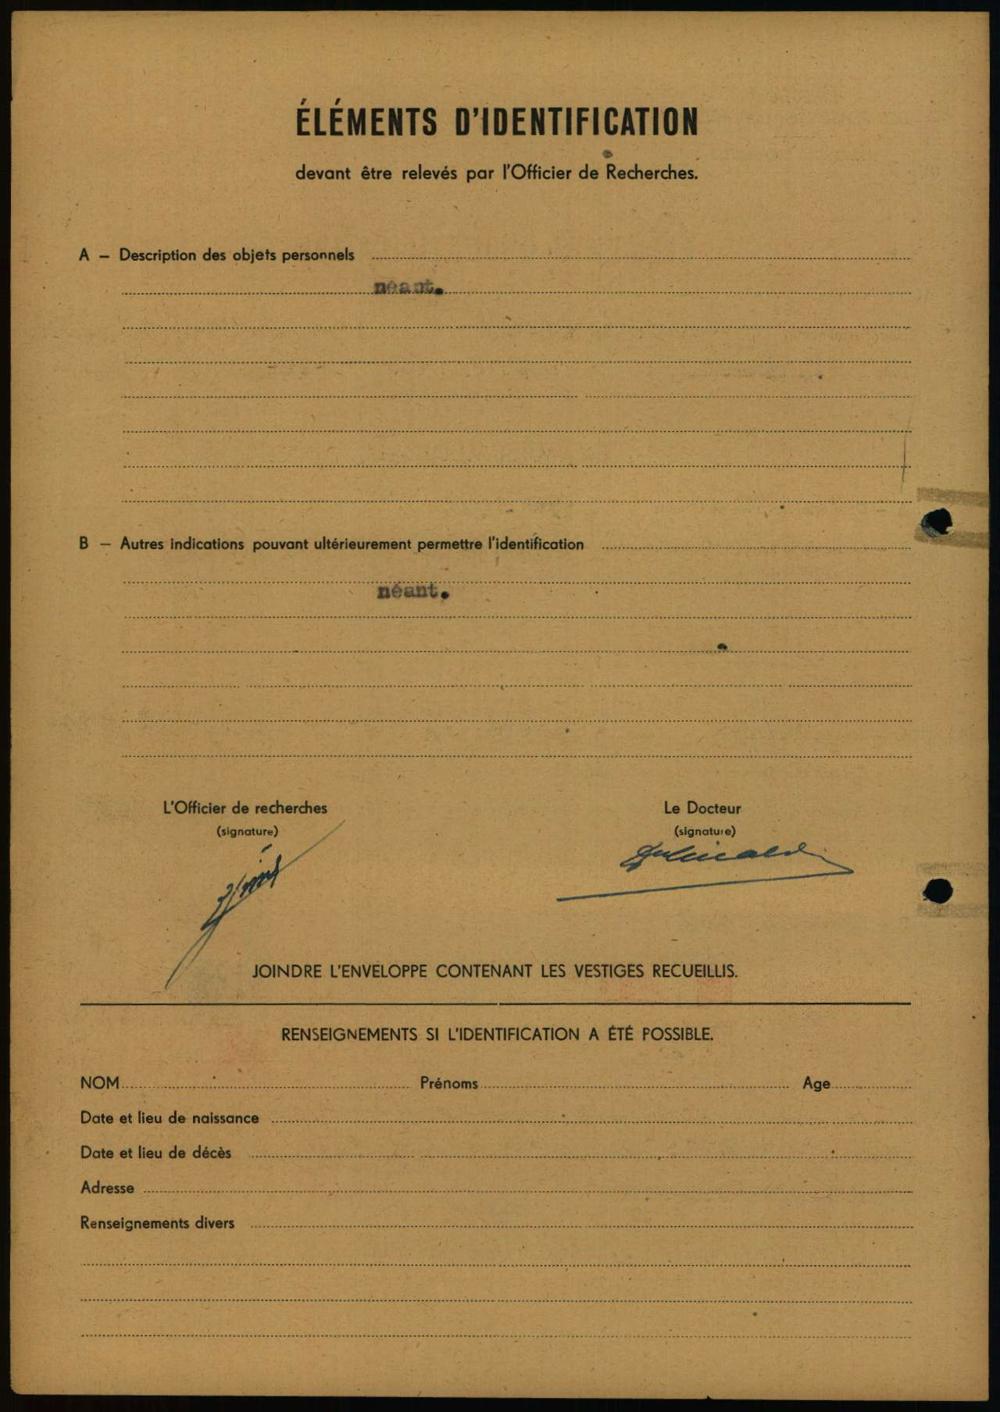 ÉLÉMENTS D'IDENTIFICATION
devant être relevés par l'Officier de Recherches.
A — Description des objets personnels
néant.
B — Autres indications pouvant ultérieurement permettre l'identification
néant.
L'Officier de recherches
(signature)
Le Docteur
(signature)
JOINDRE L'ENVELOPPE CONTENANT LES VESTIGES RECUEILLIS.
RENSEIGNEMENTS SI L'IDENTIFICATION A ÉTÉ POSSIBLE.
NOM Prénoms Age
Date et lieu de naissance
Date et lieu de décès
Adresse
Renseignements divers